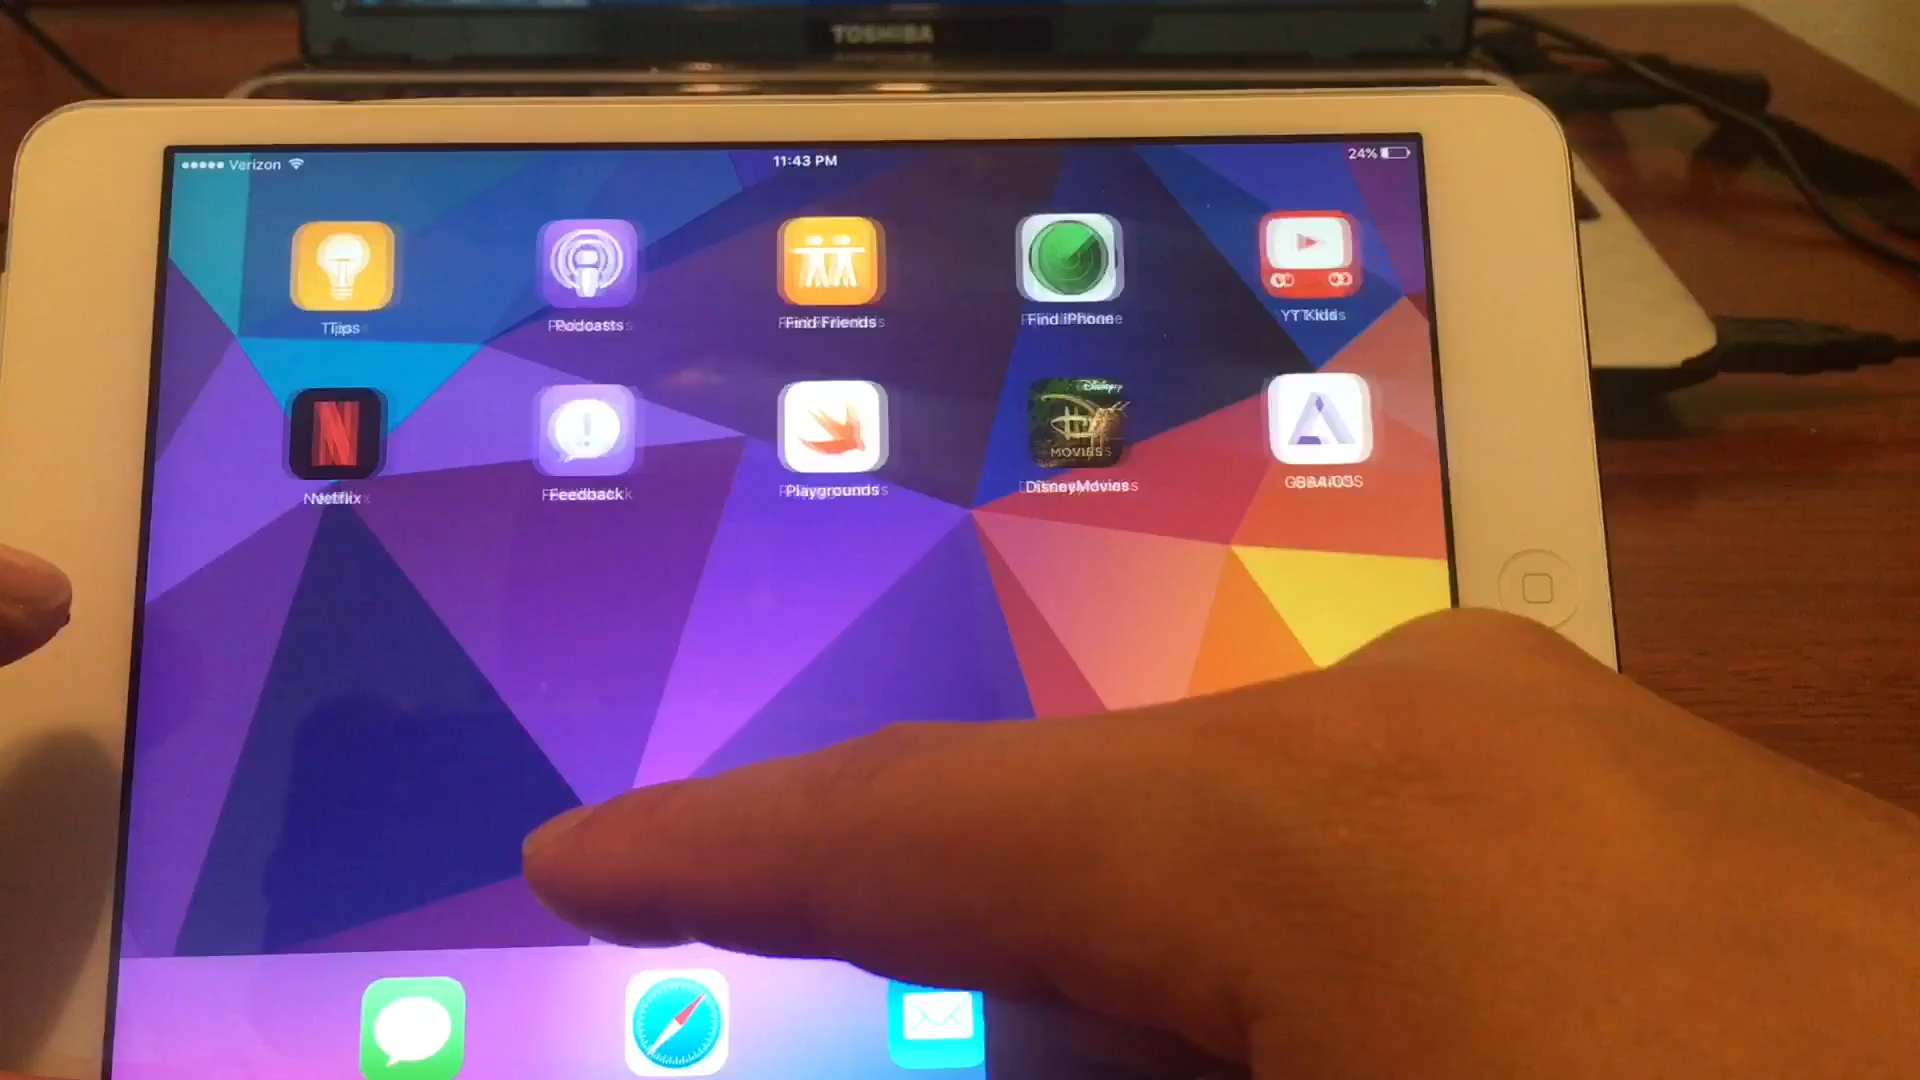 TOSHIBA
Verizon 11:43 PM 24%
Tips Podcasts Find Friends Find iPhone YT Kids
Disney
MOVIES
Netflix Feedback Playgrounds DisneyMovies GBA4iOS